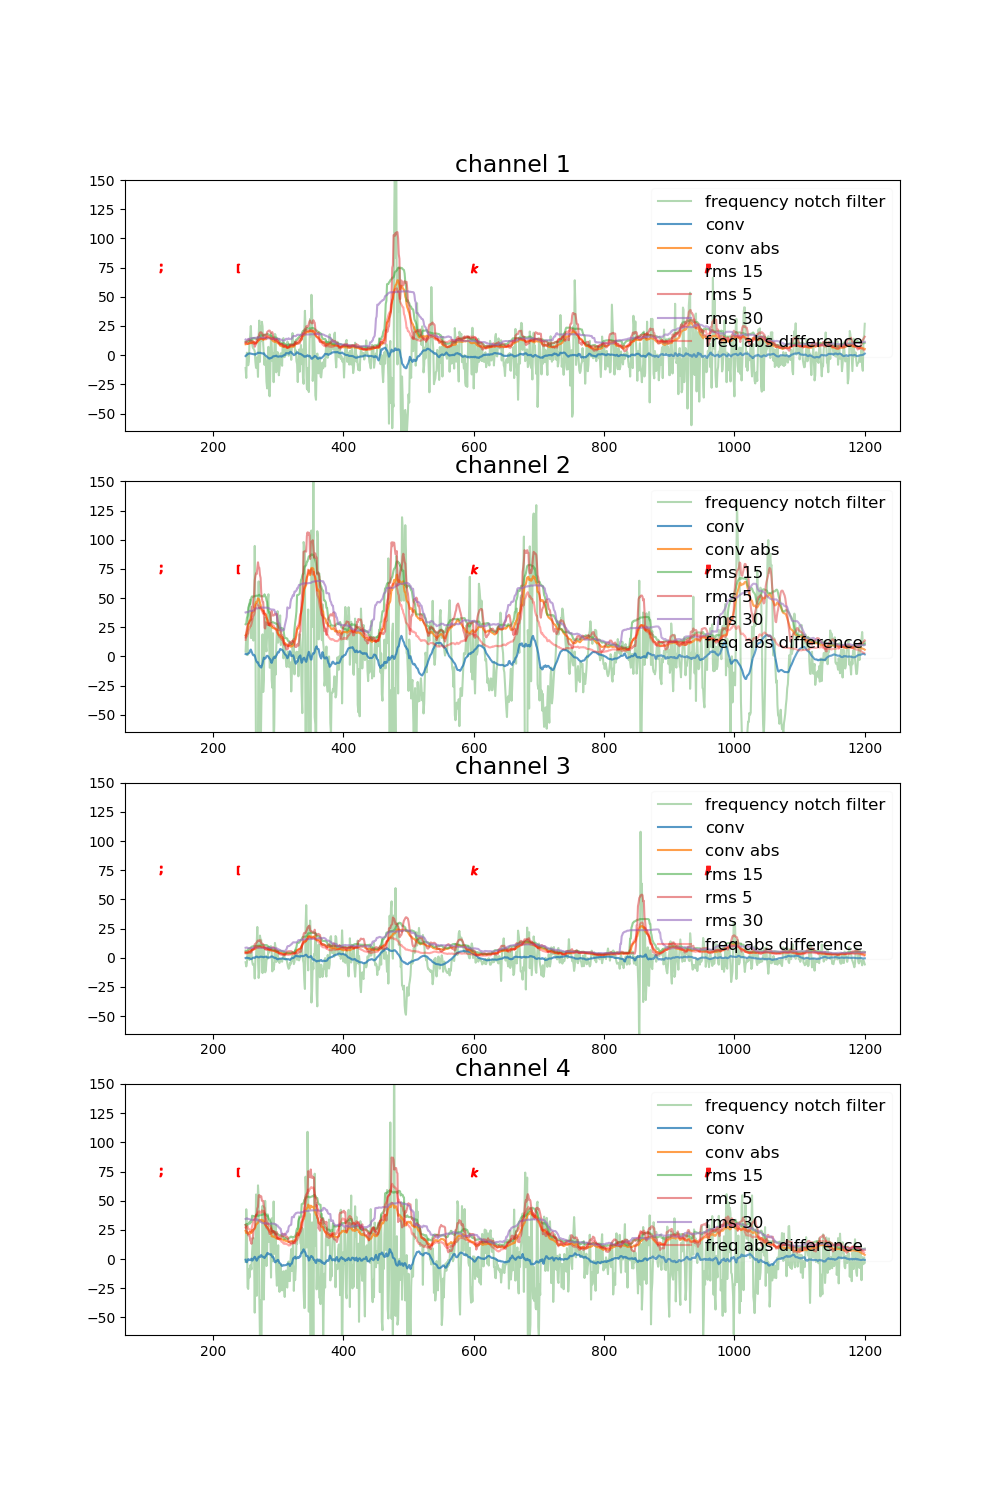 channel 1
150
125
100
75
50
25
0
−25
−50
; [ k
frequency notch filter
conv
conv abs
rms 15
rms 5
rms 30
freq abs difference
200 400 600 800 1000 1200
channel 2
150
125
100
75
50
25
0
−25
−50
; [ k
frequency notch filter
conv
conv abs
rms 15
rms 5
rms 30
freq abs difference
200 400 600 800 1000 1200
channel 3
150
125
100
75
50
25
0
−25
−50
; [ k
frequency notch filter
conv
conv abs
rms 15
rms 5
rms 30
freq abs difference
200 400 600 800 1000 1200
channel 4
150
125
100
75
50
25
0
−25
−50
; [ k
frequency notch filter
conv
conv abs
rms 15
rms 5
rms 30
freq abs difference
200 400 600 800 1000 1200